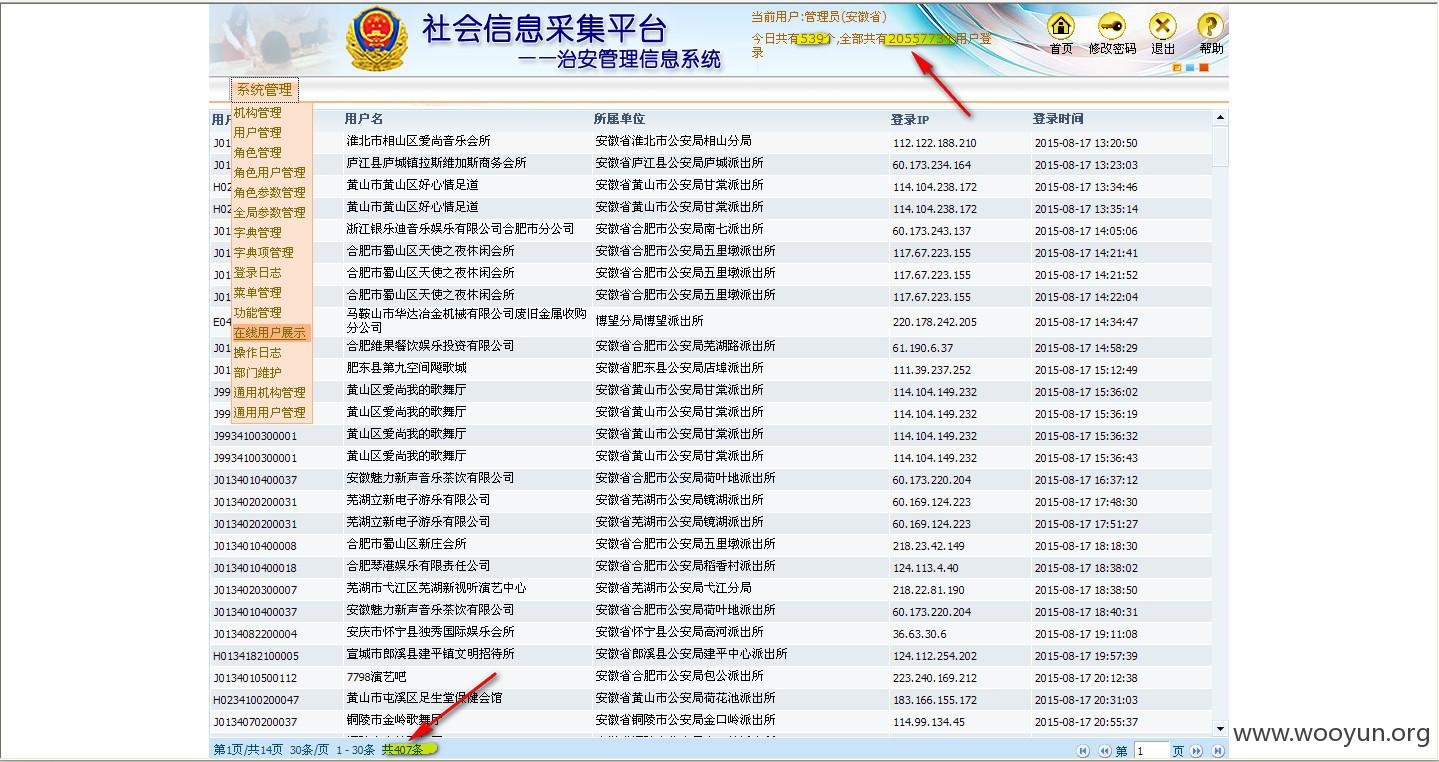 社会信息采集平台
——治安管理信息系统
当前用户:管理员(安徽省)
今日共有539个,全部共有2055773个用户登
录
首页 修改密码 退出 帮助
系统管理
机构管理
用户管理
角色管理
角色用户管理
角色参数管理
全局参数管理
字典管理
字典项管理
登录日志
菜单管理
功能管理
在线用户展示
操作日志
部门维护
通用机构管理
通用用户管理
用户 用户名 所属单位 登录IP 登录时间
J01 淮北市相山区爱尚音乐会所 安徽省淮北市公安局相山分局 112.122.188.210 2015-08-17 13:20:50
J01 庐江县庐城镇拉斯维加斯商务会所 安徽省庐江县公安局庐城派出所 60.173.234.164 2015-08-17 13:23:03
H02 黄山市黄山区好心情足道 安徽省黄山市公安局甘棠派出所 114.104.238.172 2015-08-17 13:34:46
H02 黄山市黄山区好心情足道 安徽省黄山市公安局甘棠派出所 114.104.238.172 2015-08-17 13:35:14
J01 浙江银乐迪音乐娱乐有限公司合肥市分公司 安徽省合肥市公安局南七派出所 60.173.243.137 2015-08-17 14:05:06
J01 合肥市蜀山区天使之夜休闲会所 安徽省合肥市公安局五里墩派出所 117.67.223.155 2015-08-17 14:21:41
J01 合肥市蜀山区天使之夜休闲会所 安徽省合肥市公安局五里墩派出所 117.67.223.155 2015-08-17 14:21:52
J01 合肥市蜀山区天使之夜休闲会所 安徽省合肥市公安局五里墩派出所 117.67.223.155 2015-08-17 14:22:04
E04 马鞍山市华达冶金机械有限公司废旧金属收购
分公司 博望分局博望派出所 220.178.242.205 2015-08-17 14:34:47
J01 合肥维果餐饮娱乐投资有限公司 安徽省合肥市公安局芜湖路派出所 61.190.6.37 2015-08-17 14:58:29
J01 肥东县第九空间飚歌城 安徽省肥东县公安局店埠派出所 111.39.237.252 2015-08-17 15:12:49
J99 黄山区爱尚我的歌舞厅 安徽省黄山市公安局甘棠派出所 114.104.149.232 2015-08-17 15:36:02
J99 黄山区爱尚我的歌舞厅 安徽省黄山市公安局甘棠派出所 114.104.149.232 2015-08-17 15:36:19
J9934100300001 黄山区爱尚我的歌舞厅 安徽省黄山市公安局甘棠派出所 114.104.149.232 2015-08-17 15:36:32
J9934100300001 黄山区爱尚我的歌舞厅 安徽省黄山市公安局甘棠派出所 114.104.149.232 2015-08-17 15:36:43
J0134010400037 安徽魅力新声音乐茶饮有限公司 安徽省合肥市公安局荷叶地派出所 60.173.220.204 2015-08-17 16:37:12
J0134020200031 芜湖立新电子游乐有限公司 安徽省芜湖市公安局镜湖派出所 60.169.124.223 2015-08-17 17:48:30
J0134020200031 芜湖立新电子游乐有限公司 安徽省芜湖市公安局镜湖派出所 60.169.124.223 2015-08-17 17:51:27
J0134010400008 合肥市蜀山区新庄会所 安徽省合肥市公安局五里墩派出所 218.23.42.149 2015-08-17 18:18:30
J0134010400018 合肥琴港娱乐有限责任公司 安徽省合肥市公安局稻香村派出所 124.113.4.40 2015-08-17 18:38:02
J0134020300007 芜湖市弋江区芜湖新视听演艺中心 安徽省芜湖市公安局弋江分局 218.22.81.190 2015-08-17 18:38:50
J0134010400037 安徽魅力新声音乐茶饮有限公司 安徽省合肥市公安局荷叶地派出所 60.173.220.204 2015-08-17 18:40:31
J0134082200004 安庆市怀宁县独秀国际娱乐会所 安徽省怀宁县公安局高河派出所 36.63.30.6 2015-08-17 19:11:08
H0134182100005 宣城市郎溪县建平镇文明招待所 安徽省郎溪县公安局建平中心派出所 124.112.254.202 2015-08-17 19:57:39
J0134010500112 7798演艺吧 安徽省合肥市公安局包公派出所 223.240.169.212 2015-08-17 20:12:38
H0234100200047 黄山市屯溪区足生堂保健会馆 安徽省黄山市公安局荷花池派出所 183.166.155.172 2015-08-17 20:31:03
J0134070200037 铜陵市金岭歌舞厅 安徽省铜陵市公安局金口岭派出所 114.99.134.45 2015-08-17 20:55:37
第1页/共14页 30条/页 1 - 30条 共407条 第 1 页
www.wooyun.org